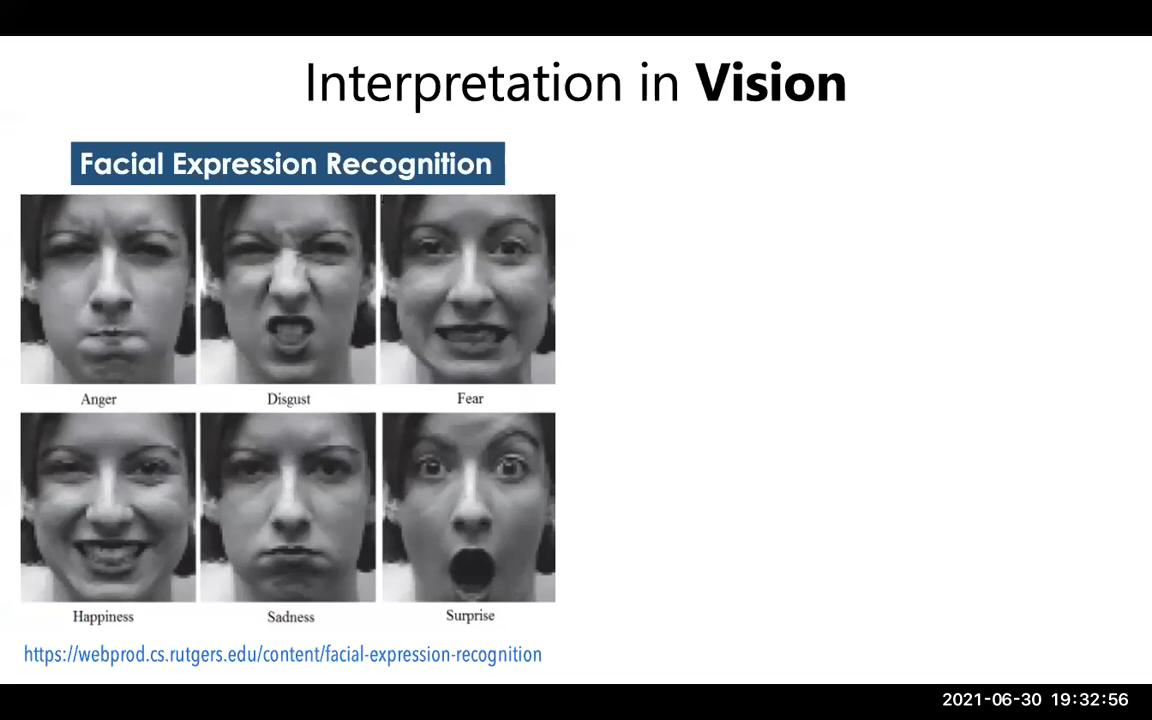 Interpretation in Vision
Facial Expression Recognition
Anger Disgust Fear
Happiness Sadness Surprise
https://webprod.cs.rutgers.edu/content/facial-expression-recognition
2021-06-30 19:32:56